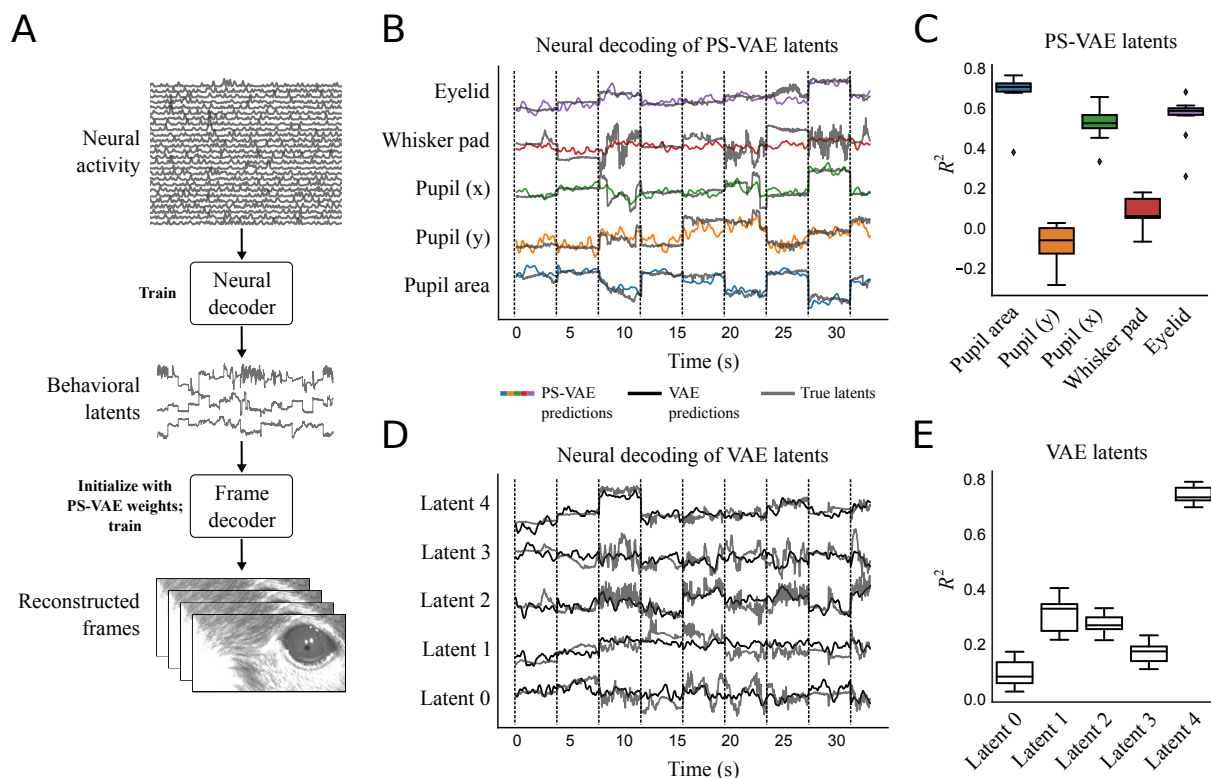 A
Neural
activity
Train
Neural
decoder
Behavioral
latents
Initialize with
PS-VAE weights;
train
Frame
decoder
Reconstructed
frames
B
Neural decoding of PS-VAE latents
Eyelid
Whisker pad
Pupil (x)
Pupil (y)
Pupil area
0 5 10 15 20 25 30
Time (s)
PS-VAE
predictions
VAE
predictions
True latents
C
PS-VAE latents
R²
0.8
0.6
0.4
0.2
0.0
−0.2
Pupil area
Pupil (y)
Pupil (x)
Whisker pad
Eyelid
D
Neural decoding of VAE latents
Latent 4
Latent 3
Latent 2
Latent 1
Latent 0
0 5 10 15 20 25 30
Time (s)
E
VAE latents
R²
0.8
0.6
0.4
0.2
0.0
Latent 0
Latent 1
Latent 2
Latent 3
Latent 4